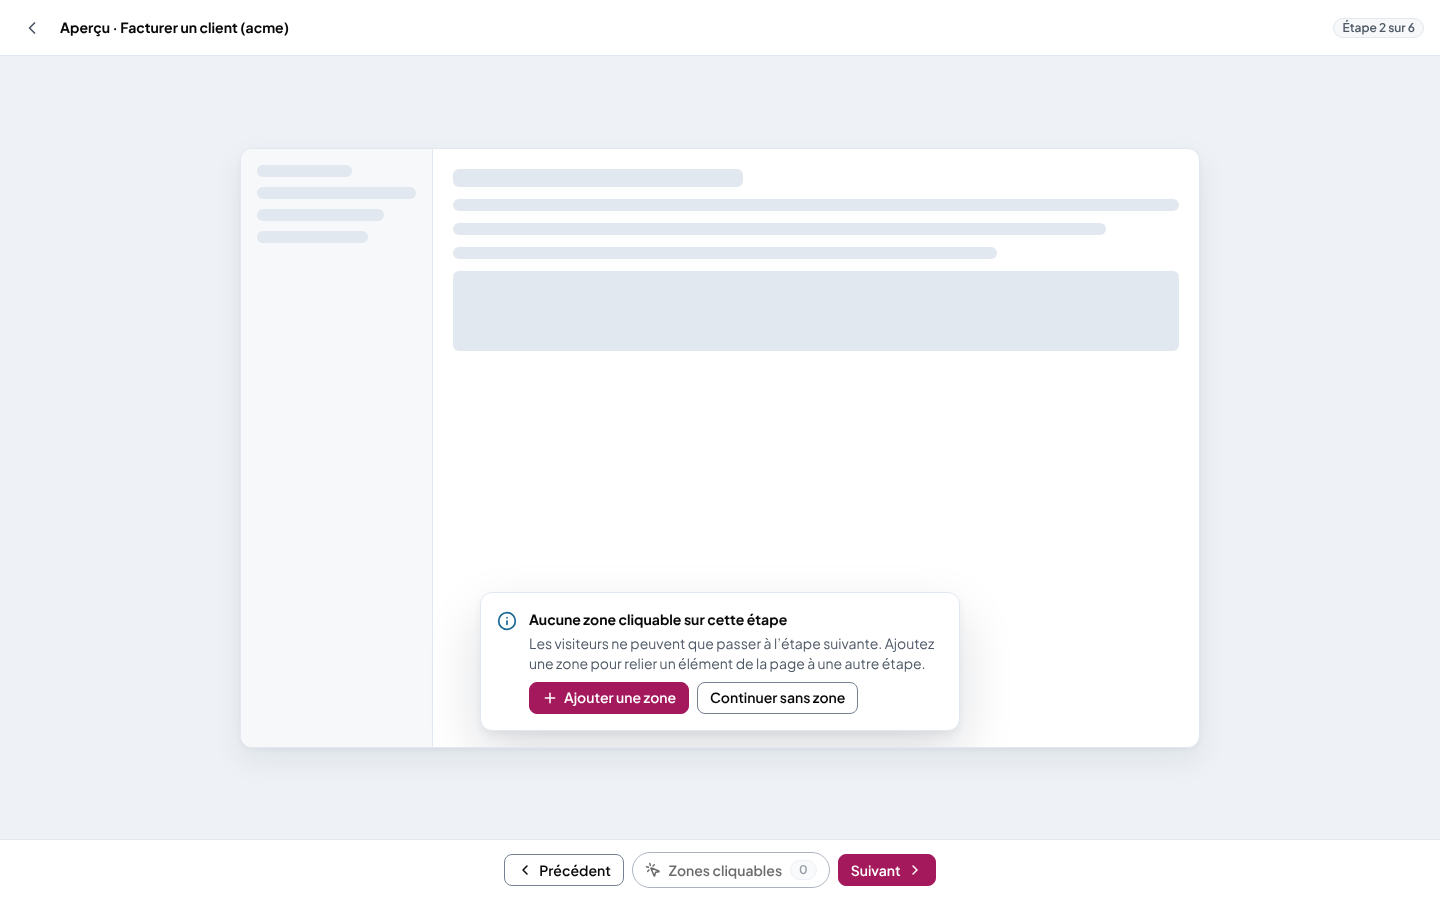 Aperçu · Facturer un client (acme)
Étape 2 sur 6
Aucune zone cliquable sur cette étape
Les visiteurs ne peuvent que passer à l’étape suivante. Ajoutez
une zone pour relier un élément de la page à une autre étape.
Ajouter une zone
Continuer sans zone
Précédent
Zones cliquables 0
Suivant